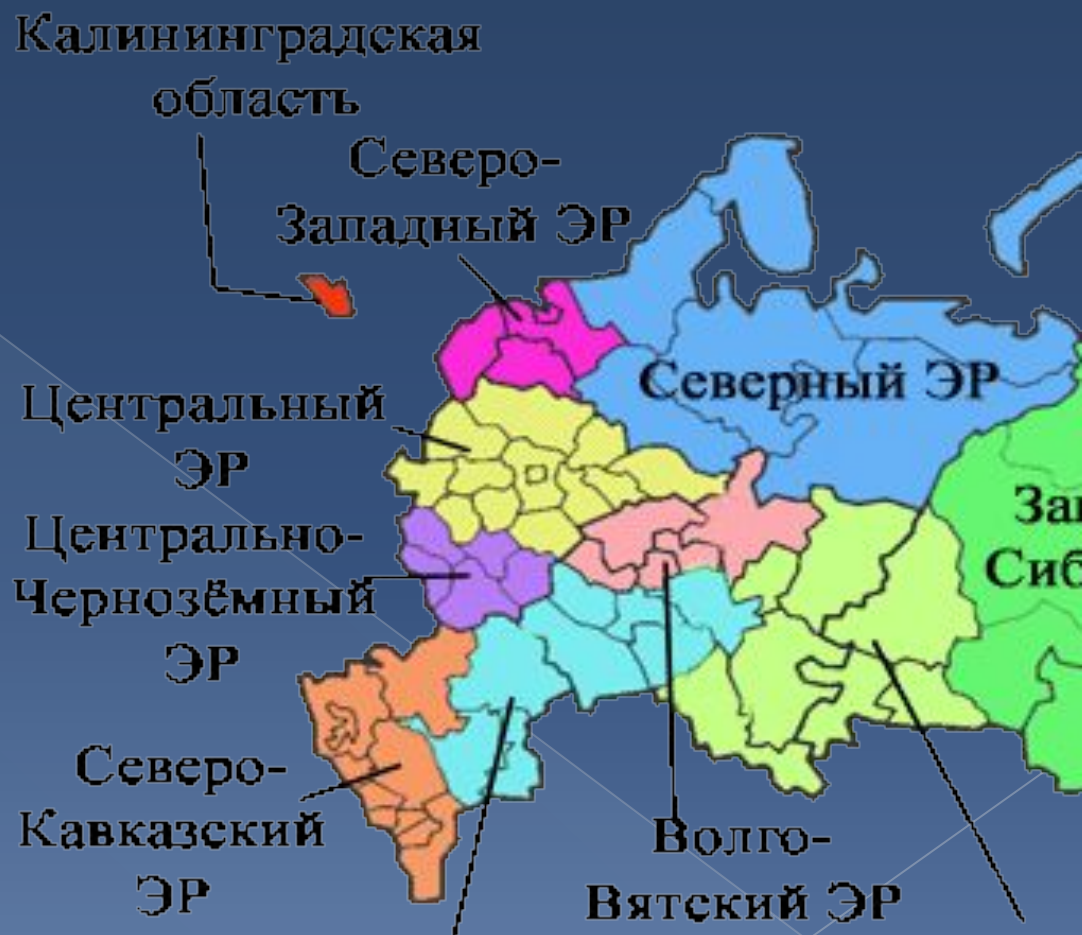 Калининградская
область
Северо-
Западный ЭР
Северный ЭР
Центральный
ЭР
Центрально-
Чернозёмный
ЭР
Северо-
Кавказский
ЭР
Волго-
Вятский ЭР